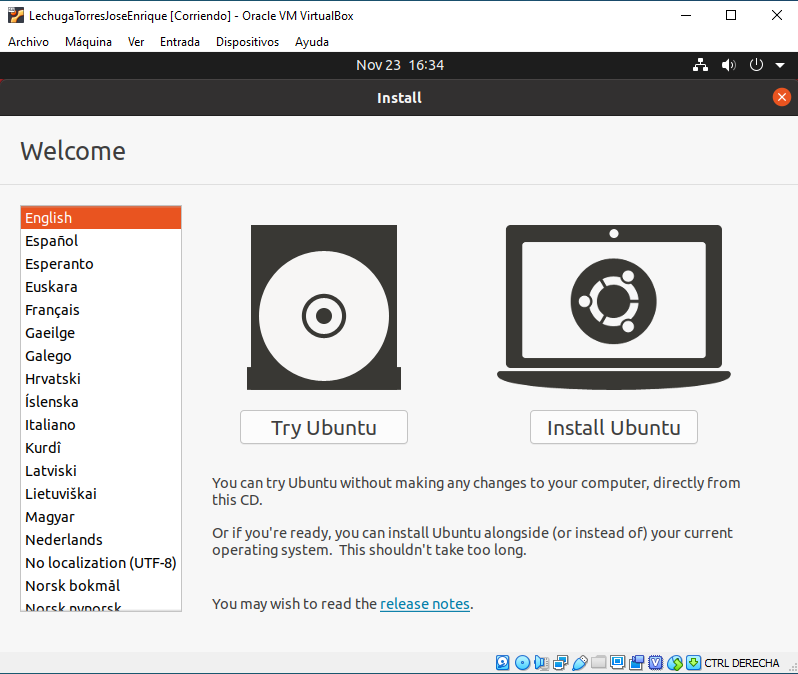 LechugaTorresJoseEnrique [Corriendo] - Oracle VM VirtualBox
Archivo Máquina Ver Entrada Dispositivos Ayuda
Nov 23 16:34
Install
Welcome
English
Español
Esperanto
Euskara
Français
Gaeilge
Galego
Hrvatski
Íslenska
Italiano
Kurdî
Latviski
Lietuviškai
Magyar
Nederlands
No localization (UTF-8)
Norsk bokmål
Norsk nynorsk
Try Ubuntu
Install Ubuntu
You can try Ubuntu without making any changes to your computer, directly from
this CD.
Or if you're ready, you can install Ubuntu alongside (or instead of) your current
operating system. This shouldn't take too long.
You may wish to read the release notes.
CTRL DERECHA